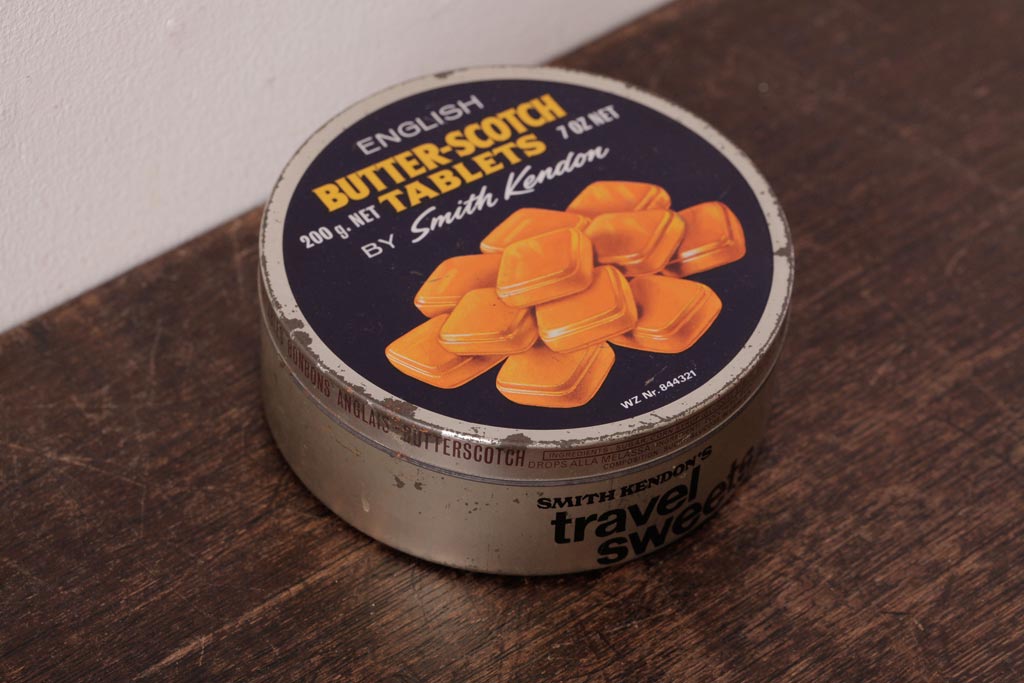 ENGLISH
BUTTER-SCOTCH
TABLETS
7 OZ NET
200 g. NET
BY Smith Kendon
WZ Nr. 844321
BONBONS ANGLAIS - BUTTERSCOTCH
INGREDIENTS
DROPS ALLA MELASSA
SMITH KENDON'S
travel
sweets